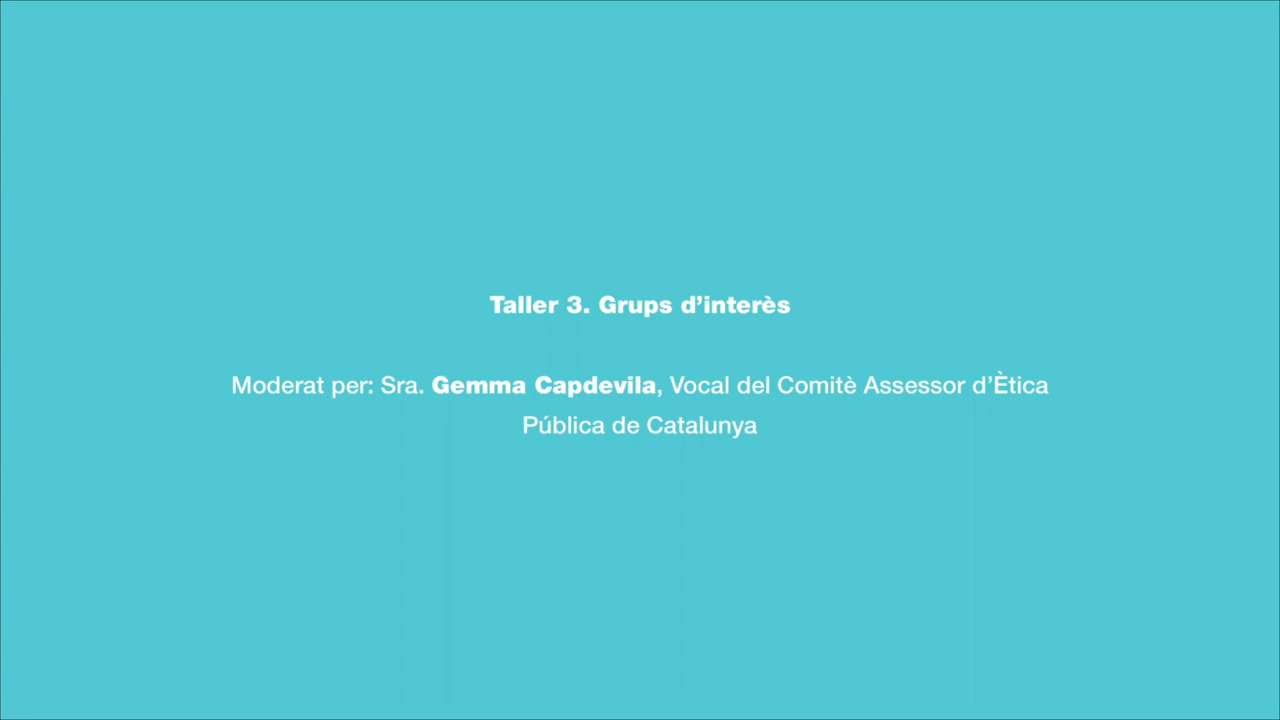 Taller 3. Grups d’interès
Moderat per: Sra. Gemma Capdevila, Vocal del Comitè Assessor d’Ètica
Pública de Catalunya